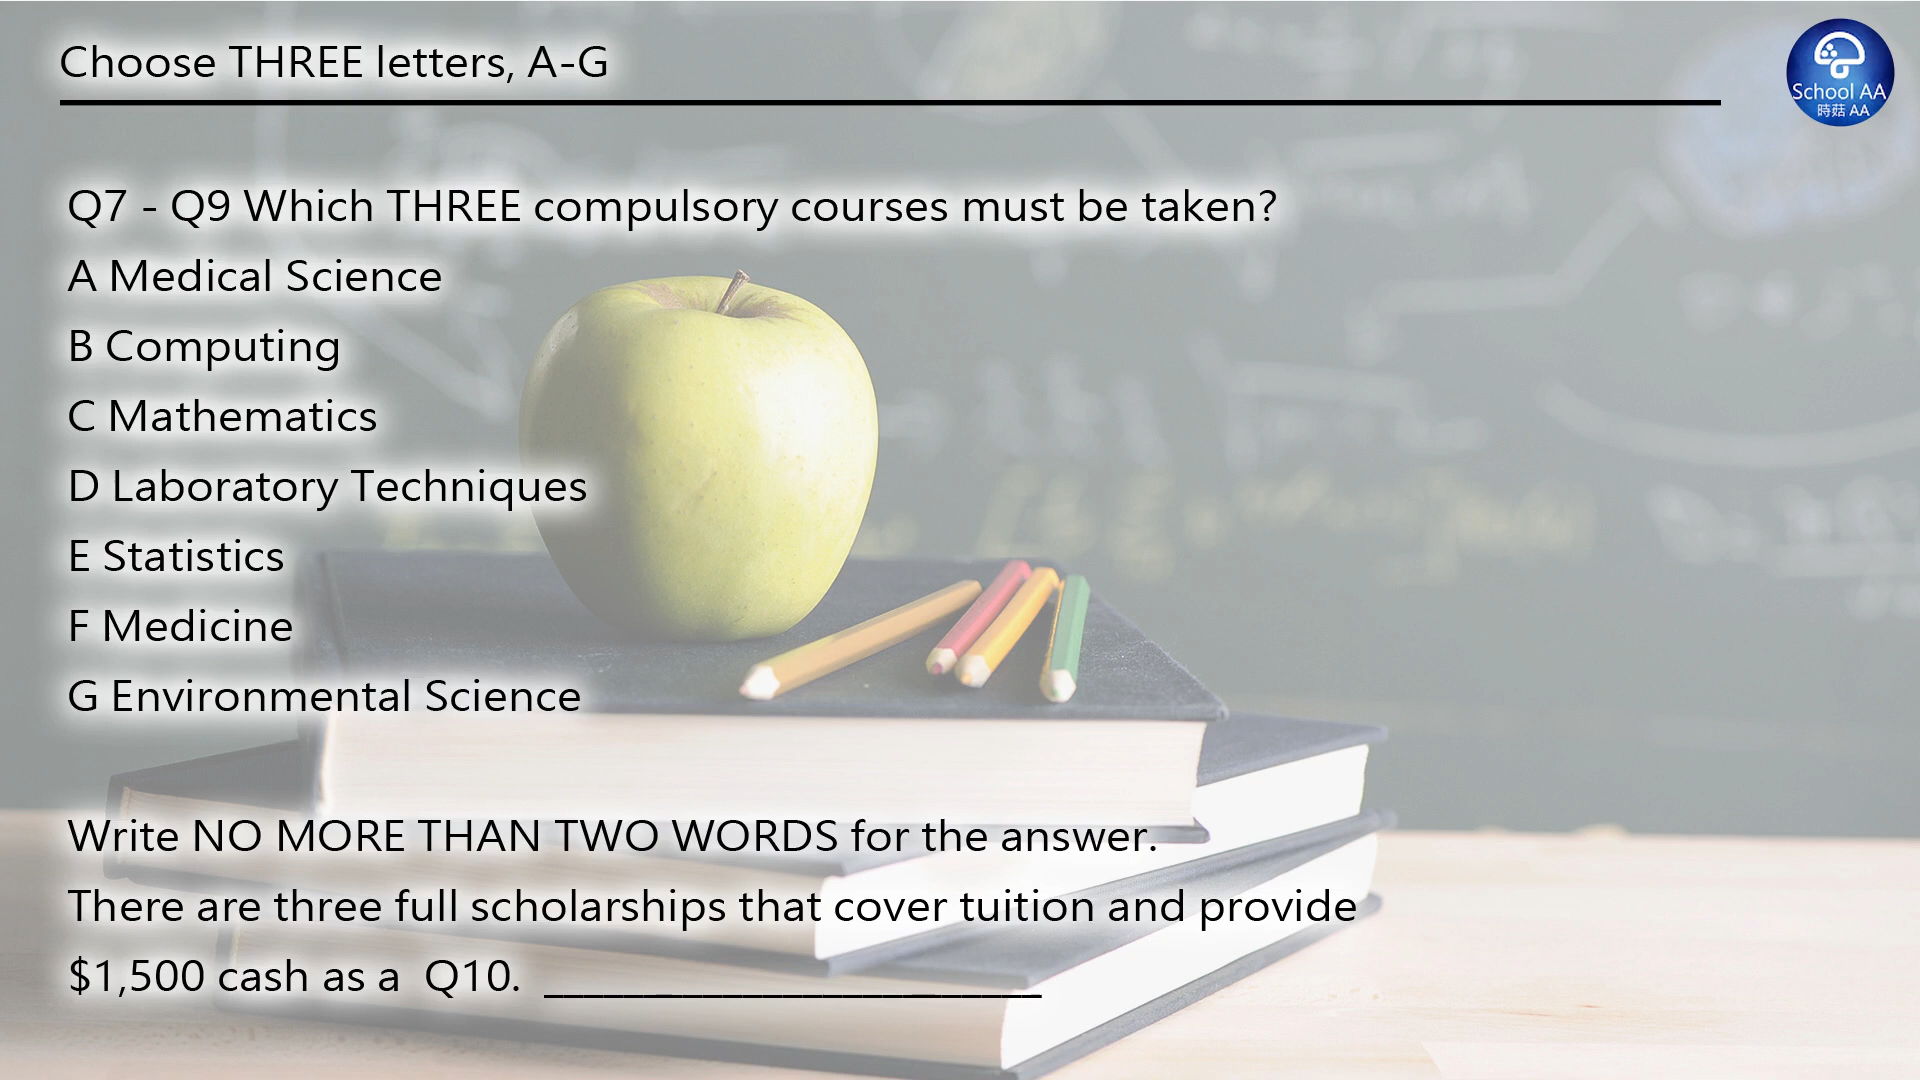 Choose THREE letters, A-G
School AA
時菇 AA
Q7 - Q9 Which THREE compulsory courses must be taken?
A Medical Science
B Computing
C Mathematics
D Laboratory Techniques
E Statistics
F Medicine
G Environmental Science
Write NO MORE THAN TWO WORDS for the answer.
There are three full scholarships that cover tuition and provide
$1,500 cash as a  Q10. _________________________